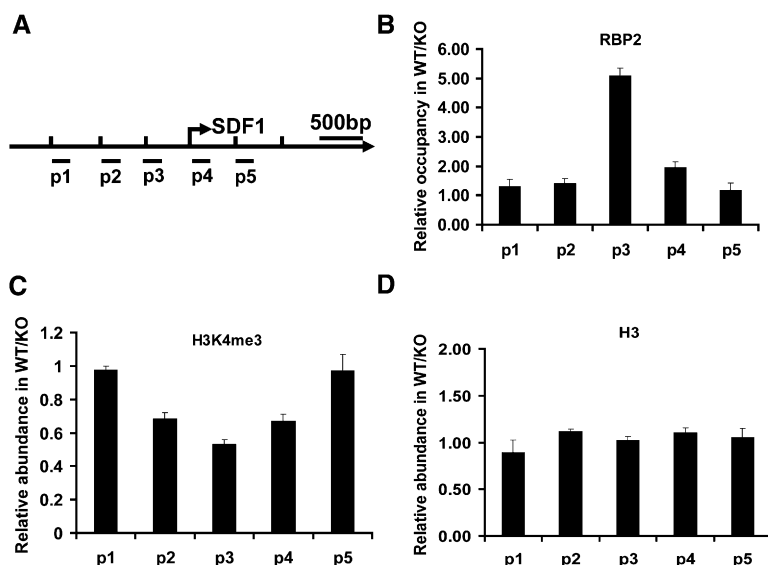 A
SDF1
500bp
p1 p2 p3 p4 p5
B
RBP2
Relative occupancy in WT/KO
6.00
5.00
4.00
3.00
2.00
1.00
0.00
p1 p2 p3 p4 p5
C
H3K4me3
Relative abundance in WT/KO
1.2
1
0.8
0.6
0.4
0.2
0
p1 p2 p3 p4 p5
D
H3
Relative abundance in WT/KO
2.00
1.50
1.00
0.50
0.00
p1 p2 p3 p4 p5